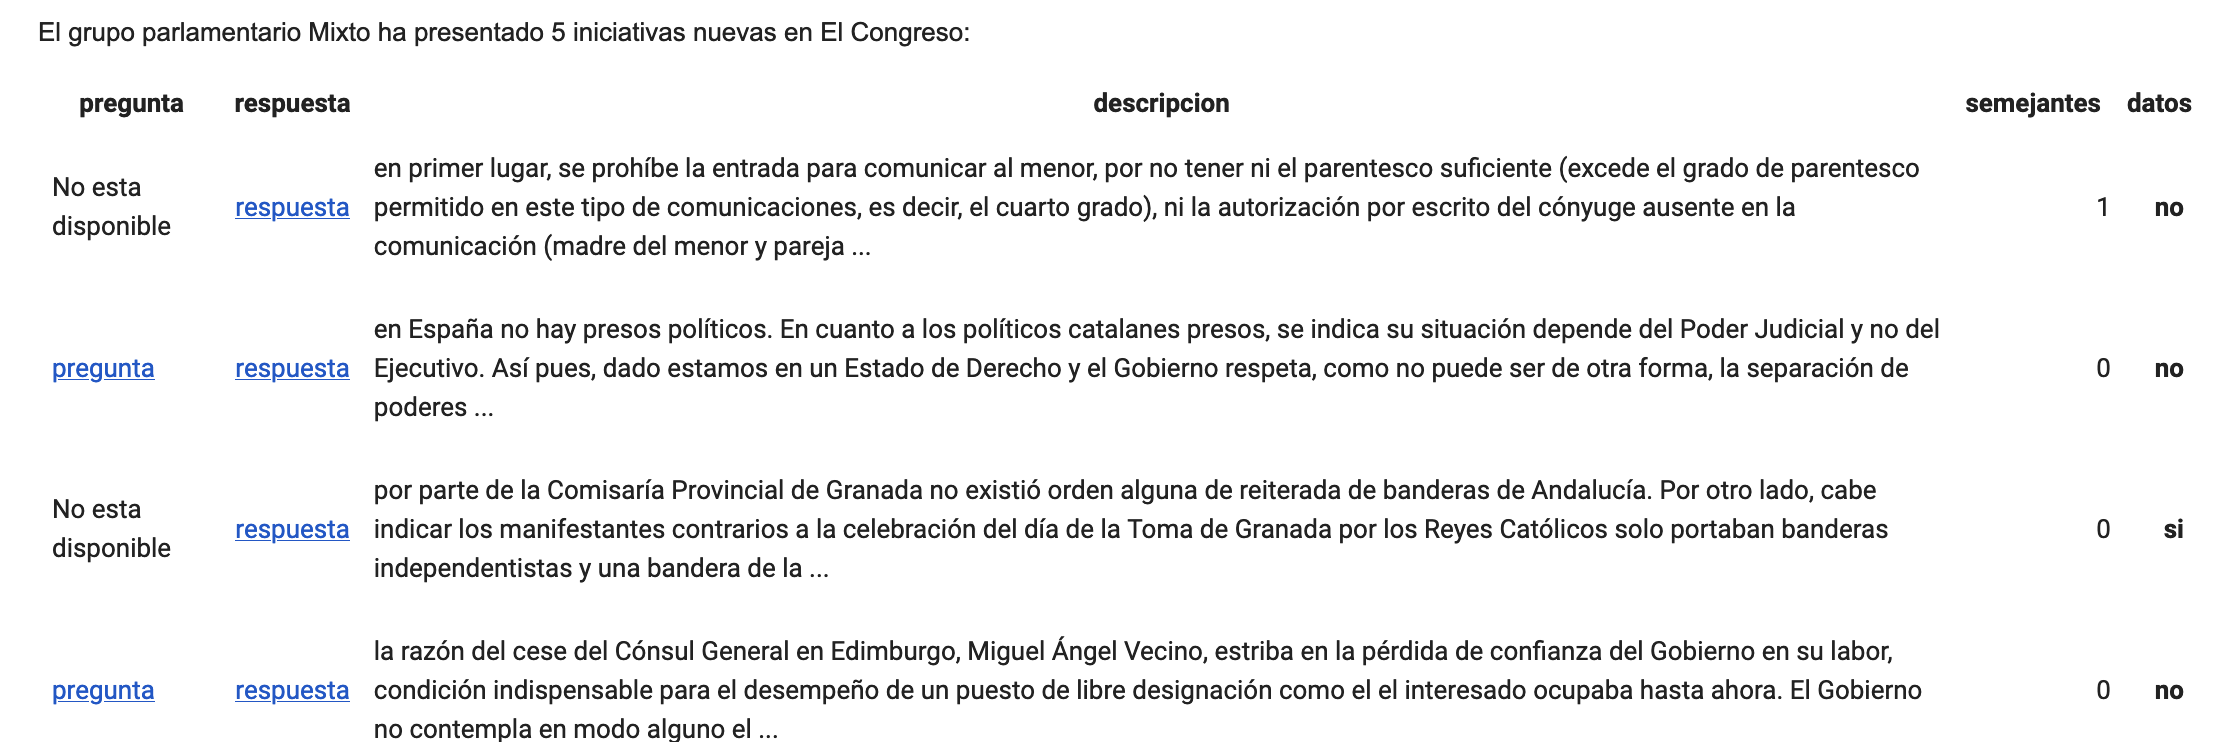 El grupo parlamentario Mixto ha presentado 5 iniciativas nuevas en El Congreso:
pregunta respuesta descripcion semejantes datos
No esta disponible
respuesta
en primer lugar, se prohíbe la entrada para comunicar al menor, por no tener ni el parentesco suficiente (excede el grado de parentesco
permitido en este tipo de comunicaciones, es decir, el cuarto grado), ni la autorización por escrito del cónyuge ausente en la
comunicación (madre del menor y pareja ...
1 no
pregunta
respuesta
en España no hay presos políticos. En cuanto a los políticos catalanes presos, se indica su situación depende del Poder Judicial y no del
Ejecutivo. Así pues, dado estamos en un Estado de Derecho y el Gobierno respeta, como no puede ser de otra forma, la separación de
poderes ...
0 no
No esta disponible
respuesta
por parte de la Comisaría Provincial de Granada no existió orden alguna de reiterada de banderas de Andalucía. Por otro lado, cabe
indicar los manifestantes contrarios a la celebración del día de la Toma de Granada por los Reyes Católicos solo portaban banderas
independentistas y una bandera de la ...
0 si
pregunta
respuesta
la razón del cese del Cónsul General en Edimburgo, Miguel Ángel Vecino, estriba en la pérdida de confianza del Gobierno en su labor,
condición indispensable para el desempeño de un puesto de libre designación como el el interesado ocupaba hasta ahora. El Gobierno
no contempla en modo alguno el ...
0 no